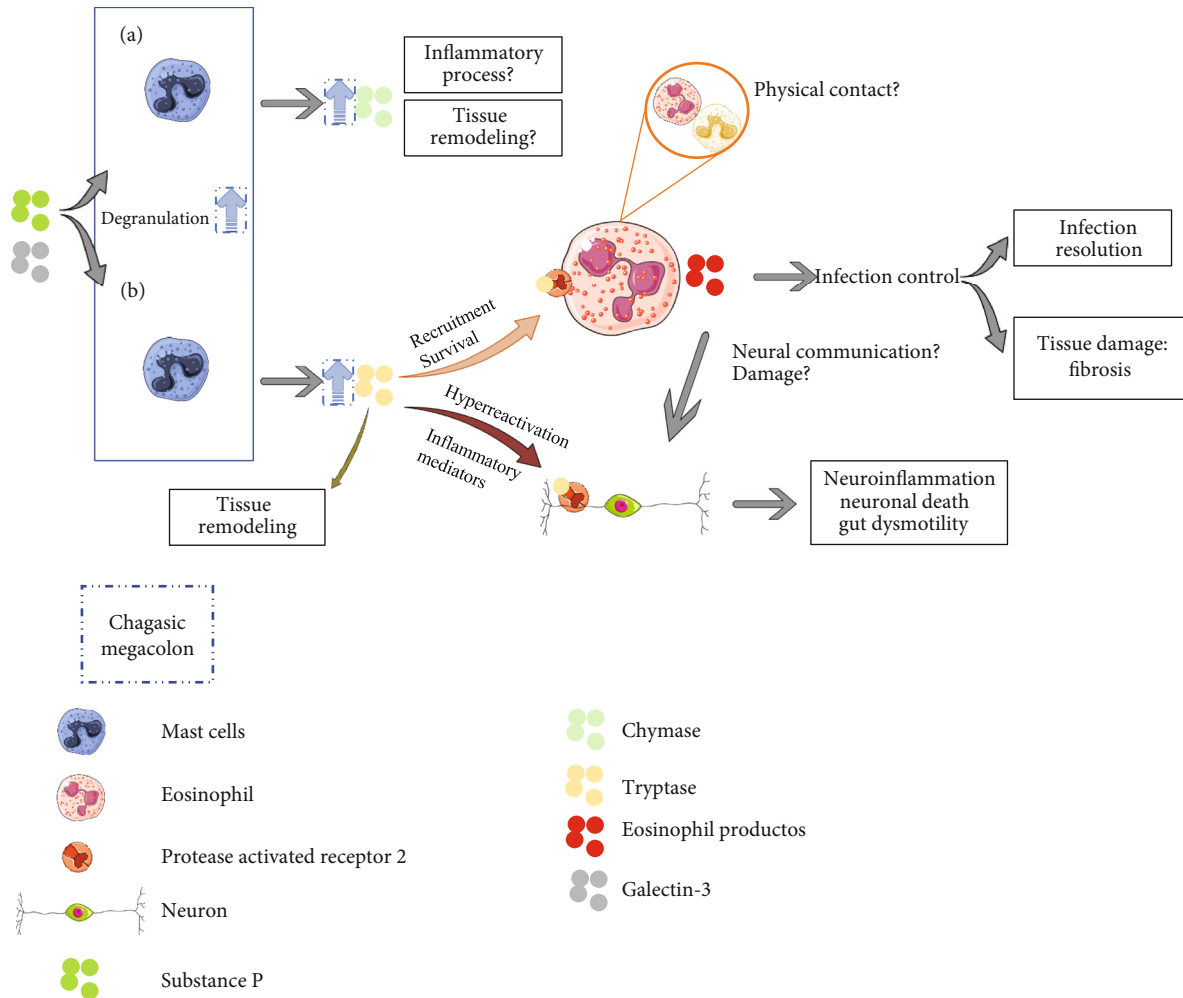 (a)
Inflammatory
process?
Tissue
remodeling?
Physical contact?
Degranulation
(b)
Recruitment
Survival
Infection control
Infection
resolution
Tissue damage:
fibrosis
Neural communication?
Damage?
Hyperreactivation
Inflammatory
mediators
Tissue
remodeling
Neuroinflammation
neuronal death
gut dysmotility
Chagasic
megacolon
Mast cells
Eosinophil
Protease activated receptor 2
Neuron
Substance P
Chymase
Tryptase
Eosinophil productos
Galectin-3